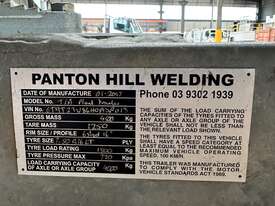 PANTON HILL WELDING
DATE OF MANUFACTURE 01-2007
Phone 03 9302 1939
MODEL No.
VIN No.
GROSS MASS
TARE MASS
RIM SIZE / PROFILE
TYRE SIZE PLY
TYRE LOAD RATING
TYRE PRESSURE MAX
LOAD CARRYING CAPACITY
OF AXLE OR AXLE GROUP
THE SUM OF THE LOAD CARRYING
CAPACITIES OF THE TYRES FITTED TO
ANY AXLE OR AXLE GROUP OF THE
VEHICLE SHALL NOT BE LESS THAN
THE RELEVANT LOAD SHOWN.
THE TYRES FITTED TO THIS VEHICLE
SHALL HAVE A SPEED CATEGORY AT
LEAST EQUAL TO. THE RECOMMENDED
MAXIMUM VEHICLE OPERATING
SPEED. 100 KM/H.
THIS TRAILER WAS MANUFACTURED
TO COMPLY WITH THE MOTOR
VEHICLE STANDARDS ACT 1989